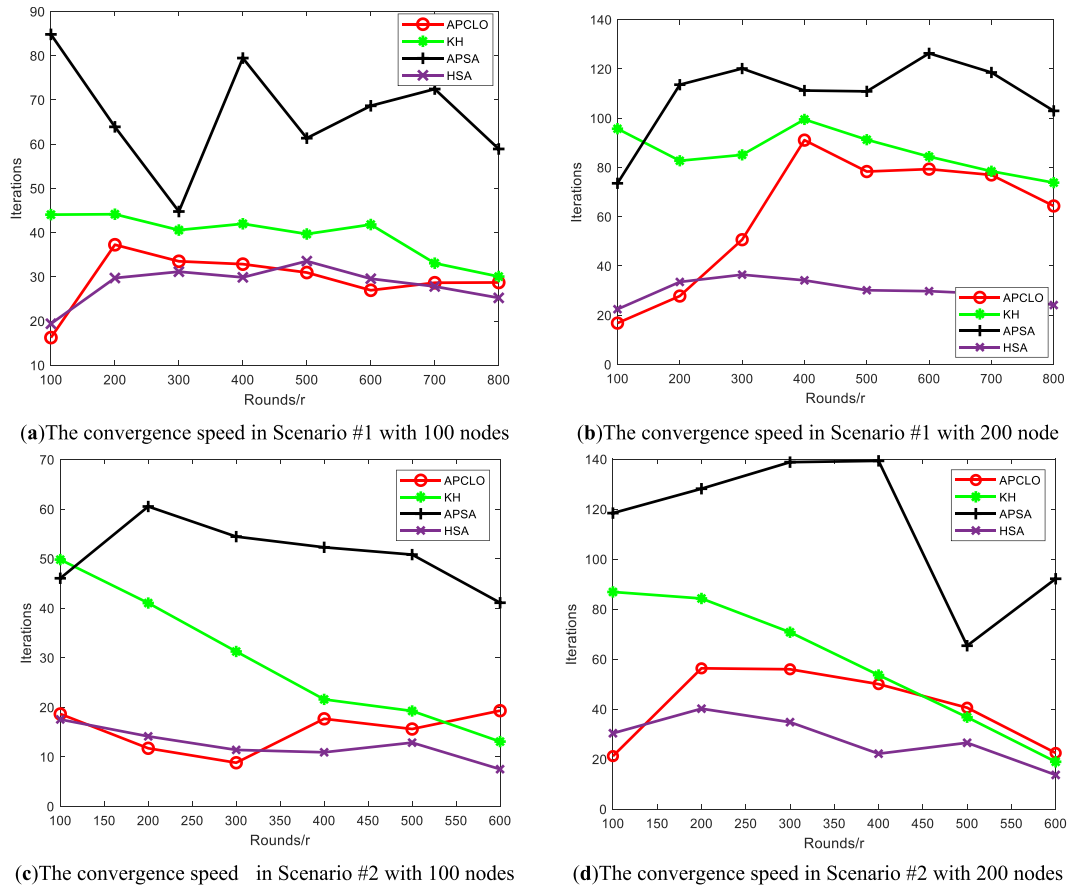 90
80
70
60
50
40
30
20
10
Iterations
APCLO
KH
APSA
HSA
100 200 300 400 500 600 700 800
Rounds/r
(a)The convergence speed in Scenario #1 with 100 nodes
140
120
100
80
60
40
20
0
Iterations
APCLO
KH
APSA
HSA
100 200 300 400 500 600 700 800
Rounds/r
(b)The convergence speed in Scenario #1 with 200 node
70
60
50
40
30
20
10
0
Iterations
APCLO
KH
APSA
HSA
100 150 200 250 300 350 400 450 500 550 600
Rounds/r
(c)The convergence speed in Scenario #2 with 100 nodes
140
120
100
80
60
40
20
0
Iterations
APCLO
KH
APSA
HSA
100 150 200 250 300 350 400 450 500 550 600
Rounds/r
(d)The convergence speed in Scenario #2 with 200 nodes